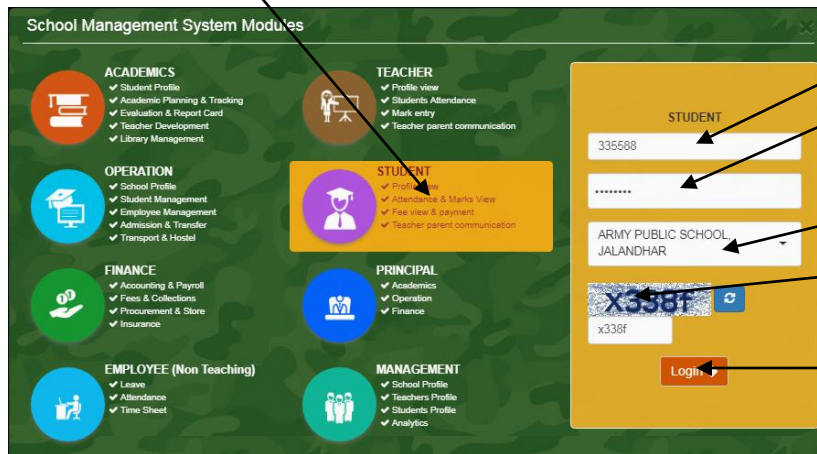 School Management System Modules
ACADEMICS
Student Profile
Academic Planning & Tracking
Evaluation & Report Card
Teacher Development
Library Management
TEACHER
Profile view
Students Attendance
Mark entry
Teacher parent communication
OPERATION
School Profile
Student Management
Employee Management
Admission & Transfer
Transport & Hostel
STUDENT
Profile view
Attendance & Marks View
Fee view & payment
Teacher parent communication
FINANCE
Accounting & Payroll
Fees & Collections
Procurement & Store
Insurance
PRINCIPAL
Academics
Operation
Finance
EMPLOYEE (Non Teaching)
Leave
Attendance
Time Sheet
MANAGEMENT
School Profile
Teachers Profile
Students Profile
Analytics
STUDENT
335588
ARMY PUBLIC SCHOOL,
JALANDHAR
x338f
x338f
Login